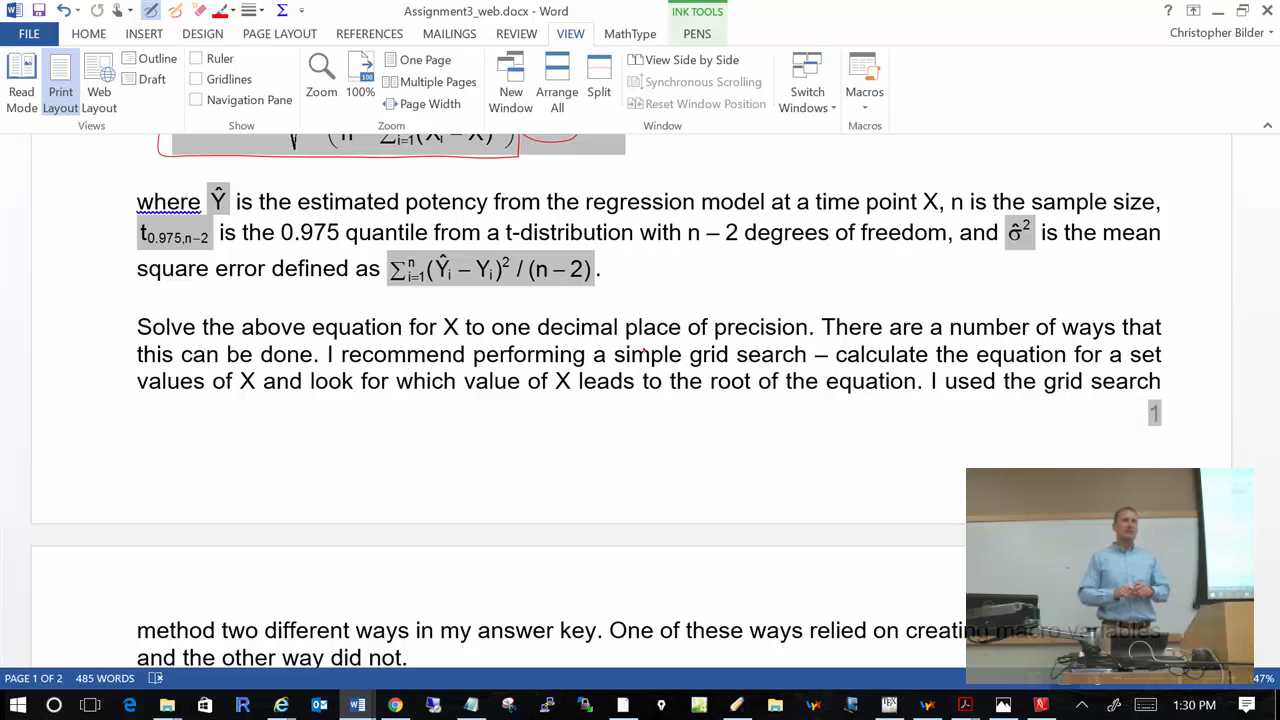 Assignment3_web.docx - Word
INK TOOLS
FILE HOME INSERT DESIGN PAGE LAYOUT REFERENCES MAILINGS REVIEW VIEW MathType PENS
Christopher Bilder
Read Mode
Print Layout
Web Layout
Outline
Draft
Views
Ruler
Gridlines
Navigation Pane
Show
Zoom
100%
One Page
Multiple Pages
Page Width
Zoom
New Window
Arrange All
Split
View Side by Side
Synchronous Scrolling
Reset Window Position
Window
Switch Windows
Macros
Macros
where Ŷ is the estimated potency from the regression model at a time point X, n is the sample size,
t0.975,n−2 is the 0.975 quantile from a t-distribution with n – 2 degrees of freedom, and σ̂² is the mean
square error defined as ∑ⁿᵢ₌₁(Ŷᵢ − Yᵢ)² / (n − 2).
Solve the above equation for X to one decimal place of precision. There are a number of ways that
this can be done. I recommend performing a simple grid search – calculate the equation for a set
values of X and look for which value of X leads to the root of the equation. I used the grid search
1
method two different ways in my answer key. One of these ways relied on creating macro variables
and the other way did not.
PAGE 1 OF 2 485 WORDS
47%
1:30 PM